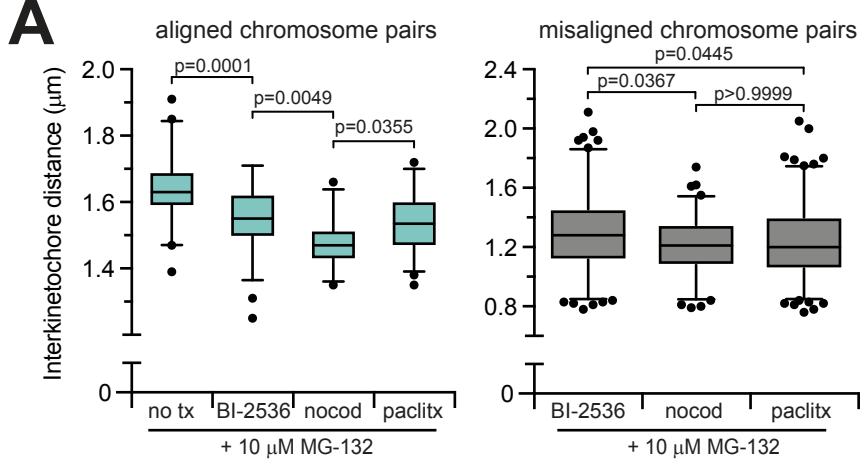 A
aligned chromosome pairs
misaligned chromosome pairs
Interkinetochore distance (μm)
2.0
1.8
1.6
1.4
0
p=0.0001
p=0.0049
p=0.0355
no tx
BI-2536
nocod
paclitx
+ 10 μM MG-132
2.4
2.0
1.6
1.2
0.8
0
p=0.0445
p=0.0367
p>0.9999
BI-2536
nocod
paclitx
+ 10 μM MG-132